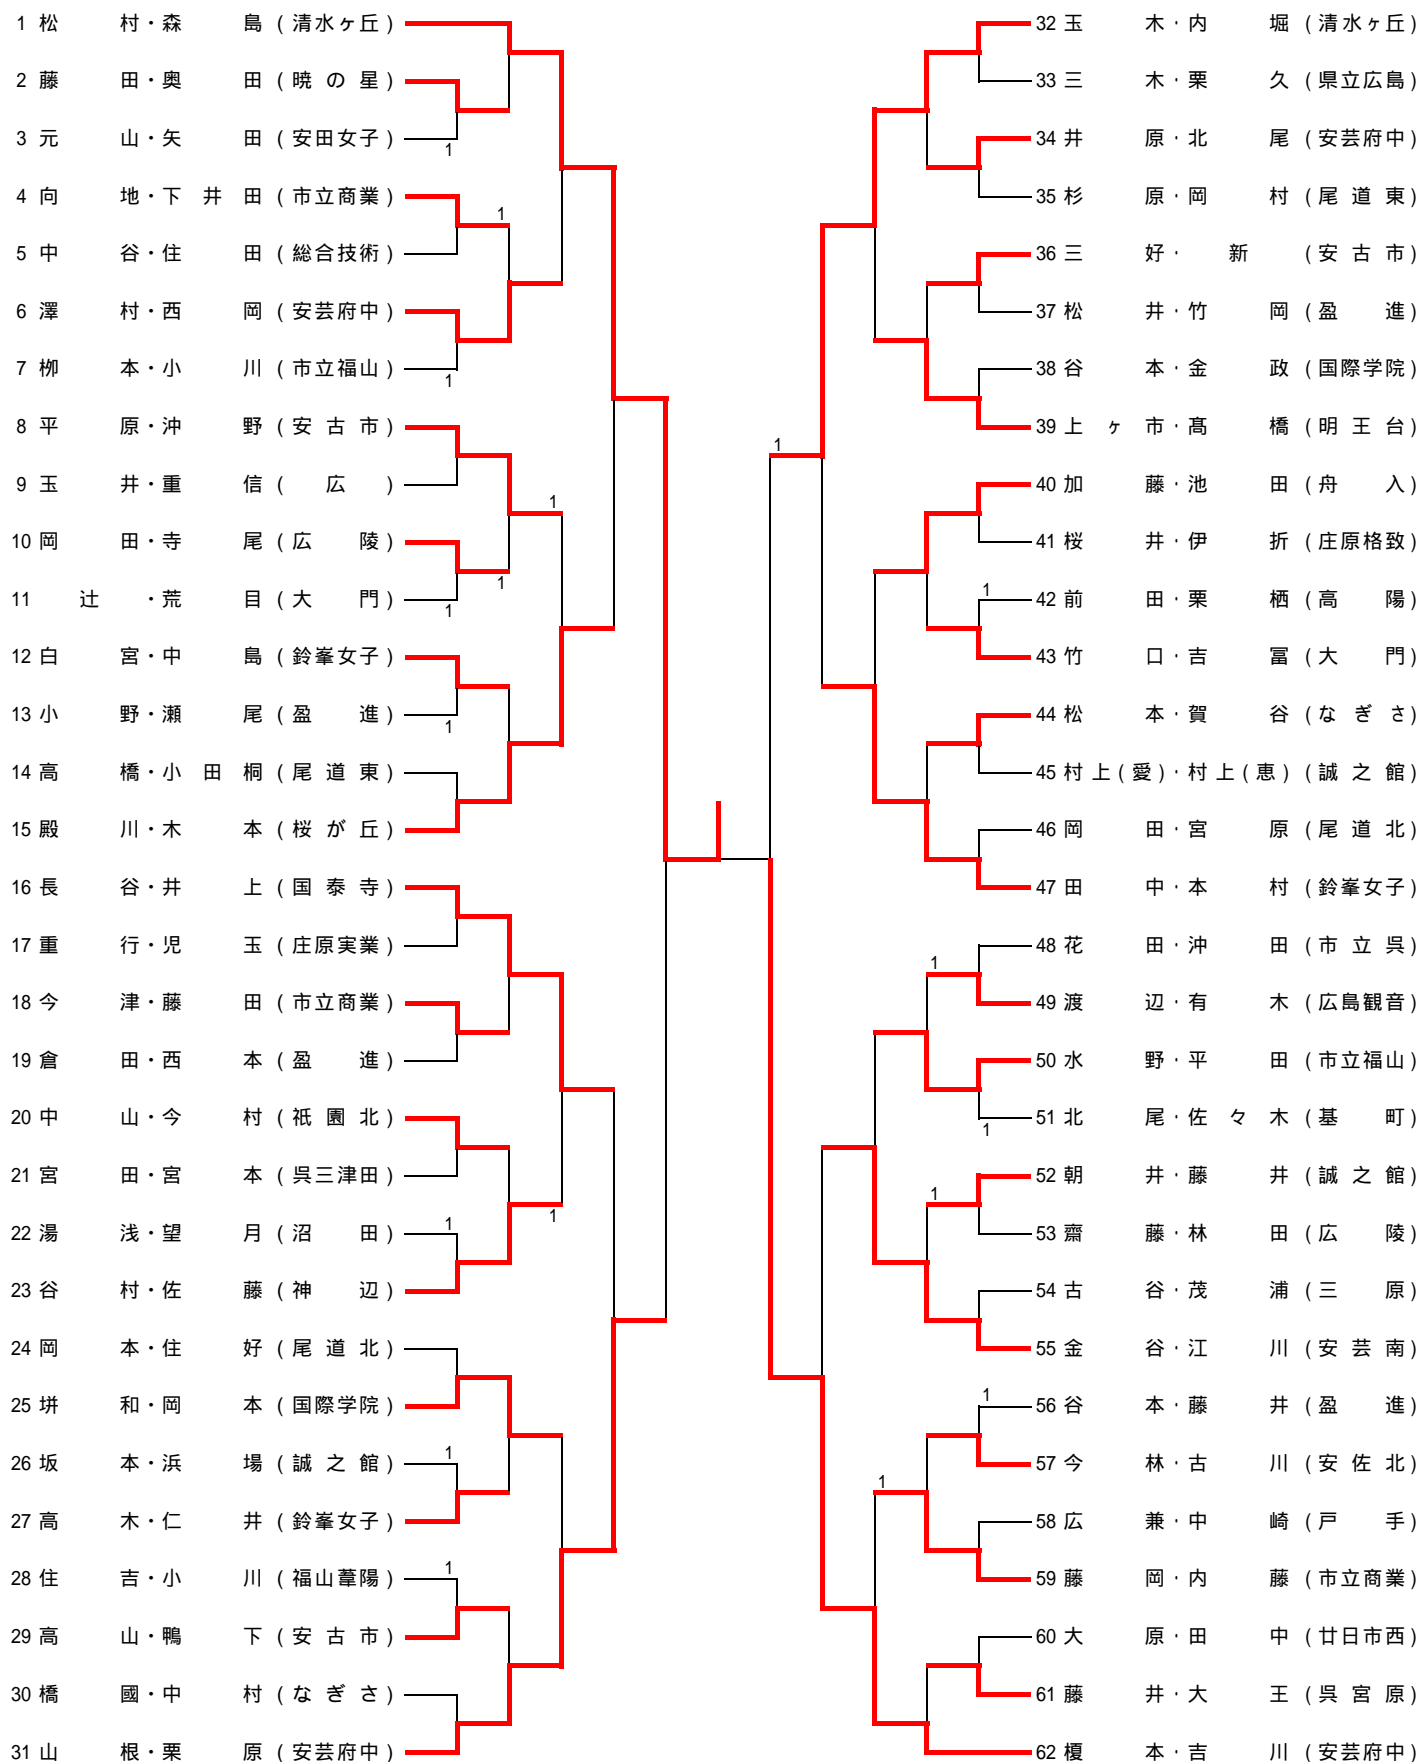 1 松村・森島 (清水ヶ丘)
2 藤田・奥田 (暁の星)
3 元山・矢田 (安田女子)
1
4 向地・下井田 (市立商業)
1
5 中谷・住田 (総合技術)
6 澤村・西岡 (安芸府中)
7 栁本・小川 (市立福山)
1
8 平原・沖野 (安古市)
9 玉井・重信 (広)
1
10 岡田・寺尾 (広陵)
1
11 辻・荒目 (大門)
1
12 白宮・中島 (鈴峯女子)
13 小野・瀬尾 (盈進)
1
14 高橋・小田桐 (尾道東)
15 殿川・木本 (桜が丘)
16 長谷・井上 (国泰寺)
17 重行・児玉 (庄原実業)
18 今津・藤田 (市立商業)
19 倉田・西本 (盈進)
20 中山・今村 (祇園北)
21 宮田・宮本 (呉三津田)
1
22 湯浅・望月 (沼田)
1
23 谷村・佐藤 (神辺)
24 岡本・住好 (尾道北)
25 垪和・岡本 (国際学院)
26 坂本・浜場 (誠之館)
1
27 高木・仁井 (鈴峯女子)
28 住吉・小川 (福山葦陽)
1
29 高山・鴨下 (安古市)
30 橋國・中村 (なぎさ)
31 山根・栗原 (安芸府中)
32 玉木・内堀 (清水ヶ丘)
33 三木・栗久 (県立広島)
34 井原・北尾 (安芸府中)
35 杉原・岡村 (尾道東)
36 三好・新 (安古市)
37 松井・竹岡 (盈進)
38 谷本・金政 (国際学院)
39 上ヶ市・髙橋 (明王台)
1
40 加藤・池田 (舟入)
41 桜井・伊折 (庄原格致)
1
42 前田・栗栖 (高陽)
43 竹口・吉冨 (大門)
44 松本・賀谷 (なぎさ)
45 村上(愛)・村上(恵) (誠之館)
46 岡田・宮原 (尾道北)
47 田中・本村 (鈴峯女子)
48 花田・沖田 (市立呉)
1
49 渡辺・有木 (広島観音)
50 水野・平田 (市立福山)
51 北尾・佐々木 (基町)
1
52 朝井・藤井 (誠之館)
1
53 齋藤・林田 (広陵)
54 古谷・茂浦 (三原)
55 金谷・江川 (安芸南)
1
56 谷本・藤井 (盈進)
57 今林・古川 (安佐北)
1
58 広兼・中崎 (戸手)
59 藤岡・内藤 (市立商業)
60 大原・田中 (廿日市西)
61 藤井・大王 (呉宮原)
62 榎本・吉川 (安芸府中)